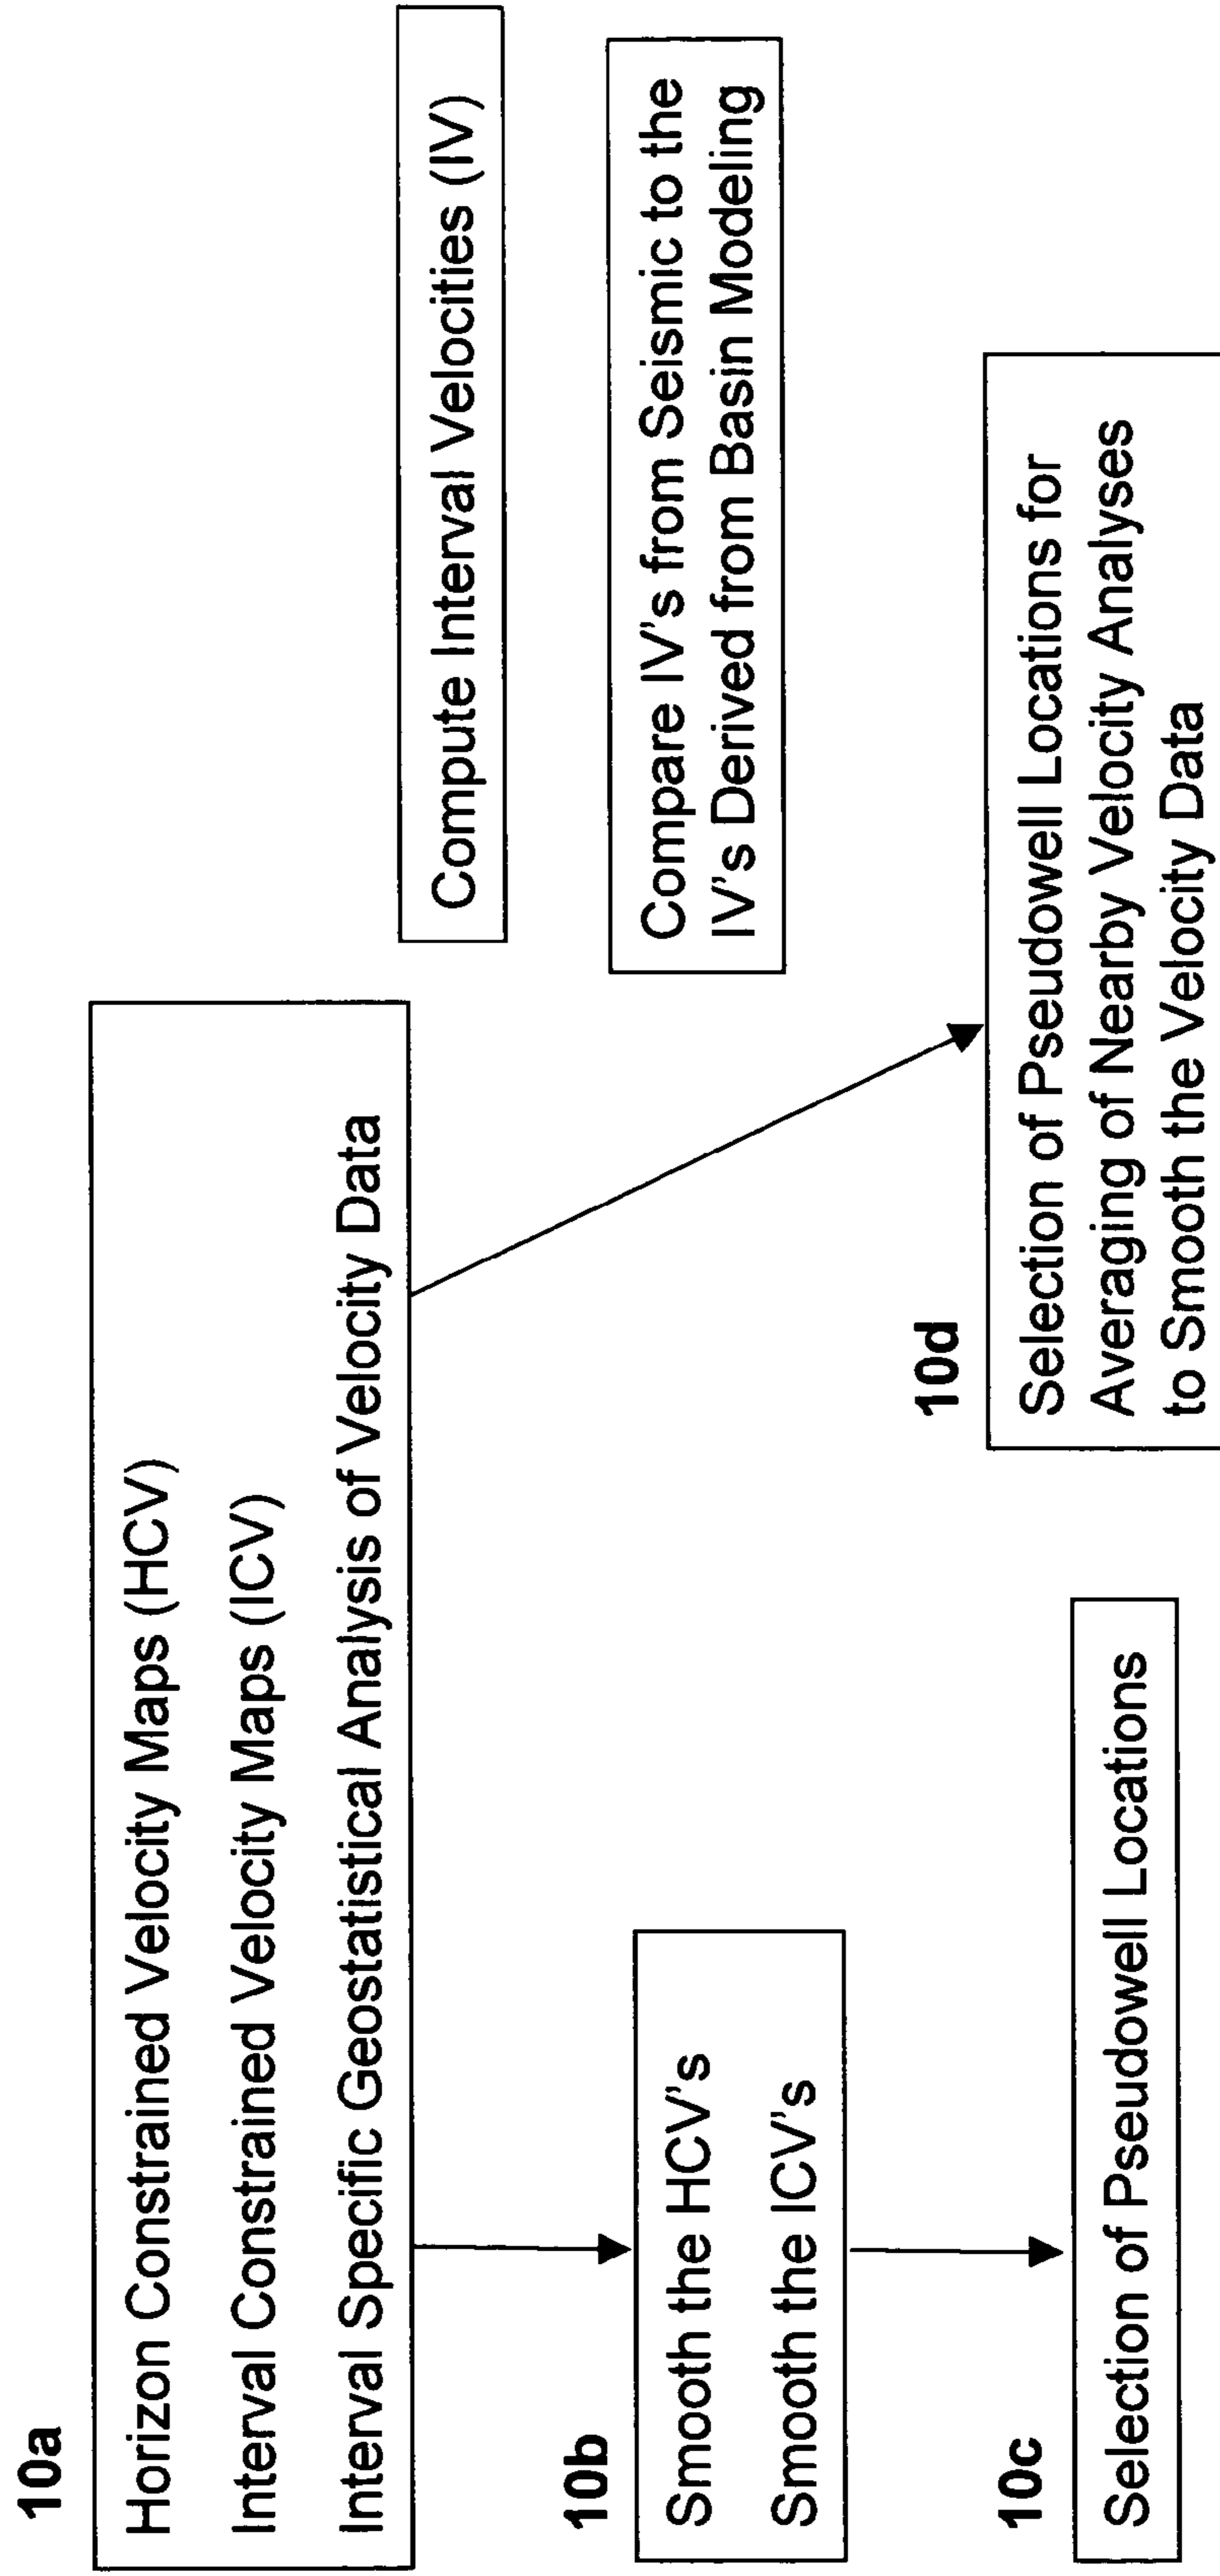 10a
Horizon Constrained Velocity Maps (HCV)
Interval Constrained Velocity Maps (ICV)
Interval Specific Geostatistical Analysis of Velocity Data
Compute Interval Velocities (IV)
Compare IV's from Seismic to the
IV's Derived from Basin Modeling
10b
Smooth the HCV's
Smooth the ICV's
10c
Selection of Pseudowell Locations
10d
Selection of Pseudowell Locations for
Averaging of Nearby Velocity Analyses
to Smooth the Velocity Data